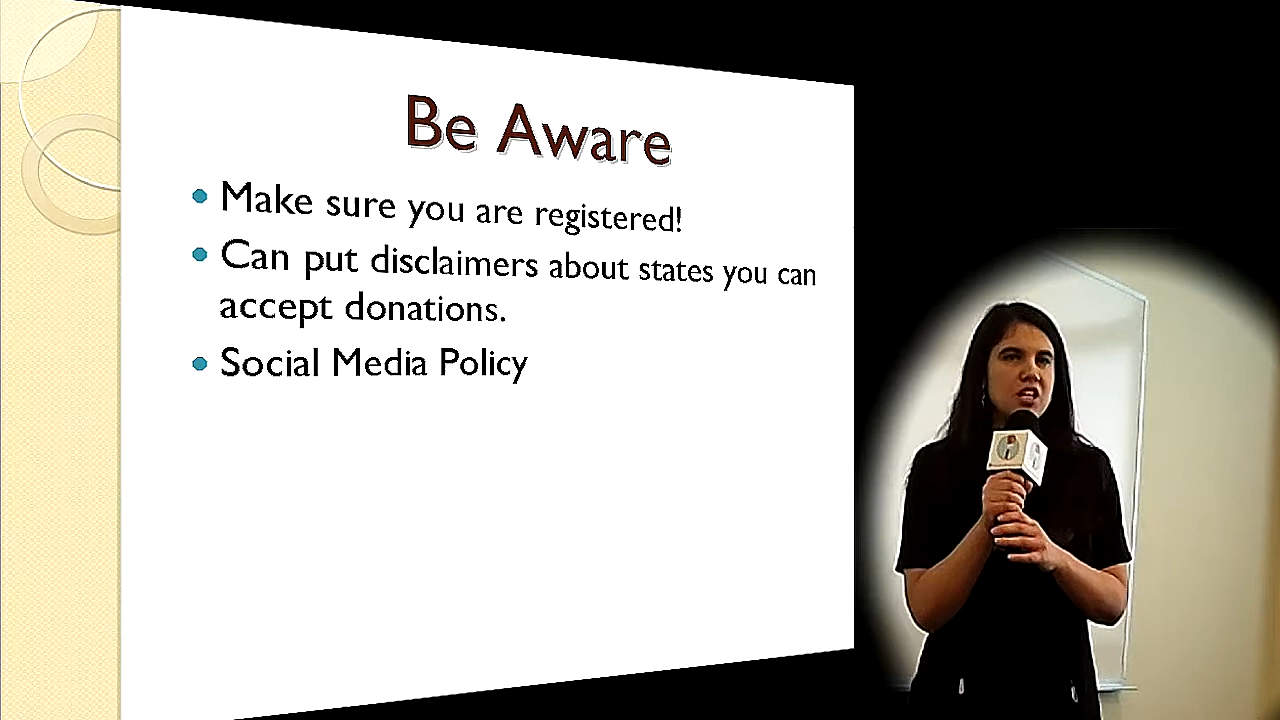 Be Aware
• Make sure you are registered!
• Can put disclaimers about states you can
accept donations.
• Social Media Policy